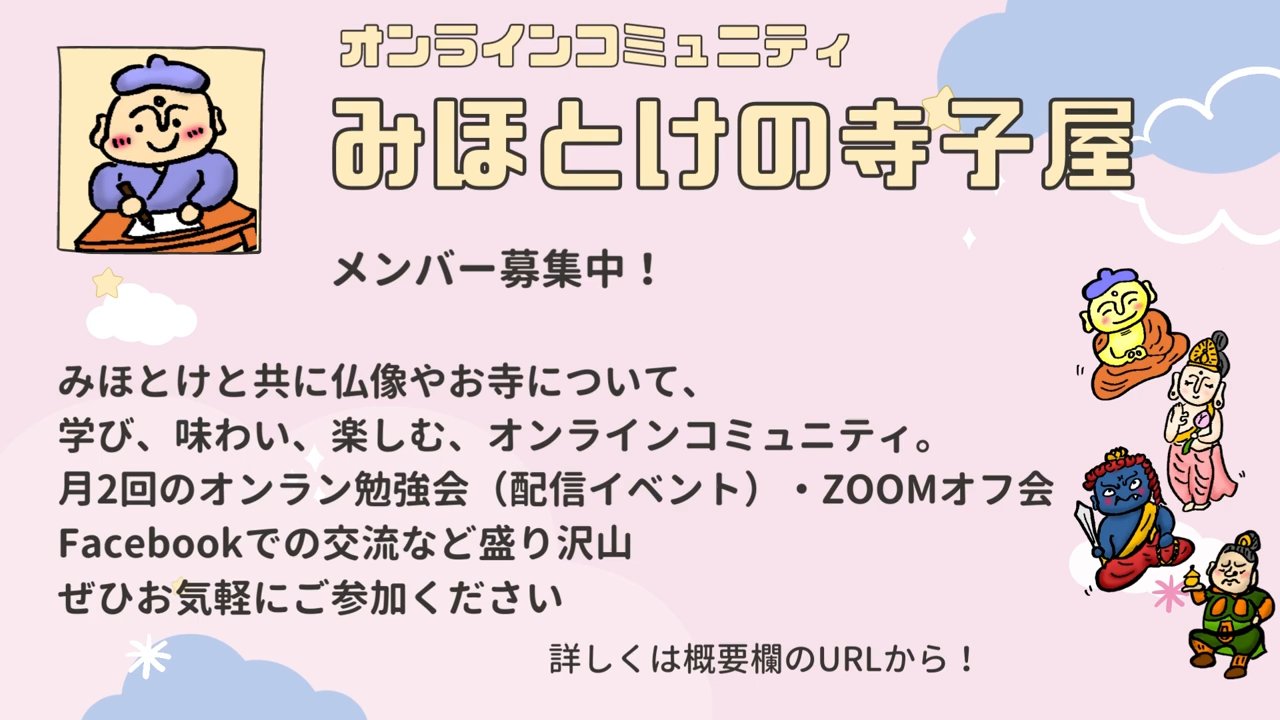 オンラインコミュニティ
みほとけの寺子屋
メンバー募集中！
みほとけと共に仏像やお寺について、
学び、味わい、楽しむ、オンラインコミュニティ。
月2回のオンラン勉強会（配信イベント）・ZOOMオフ会
Facebookでの交流など盛り沢山
ぜひお気軽にご参加ください
詳しくは概要欄のURLから！